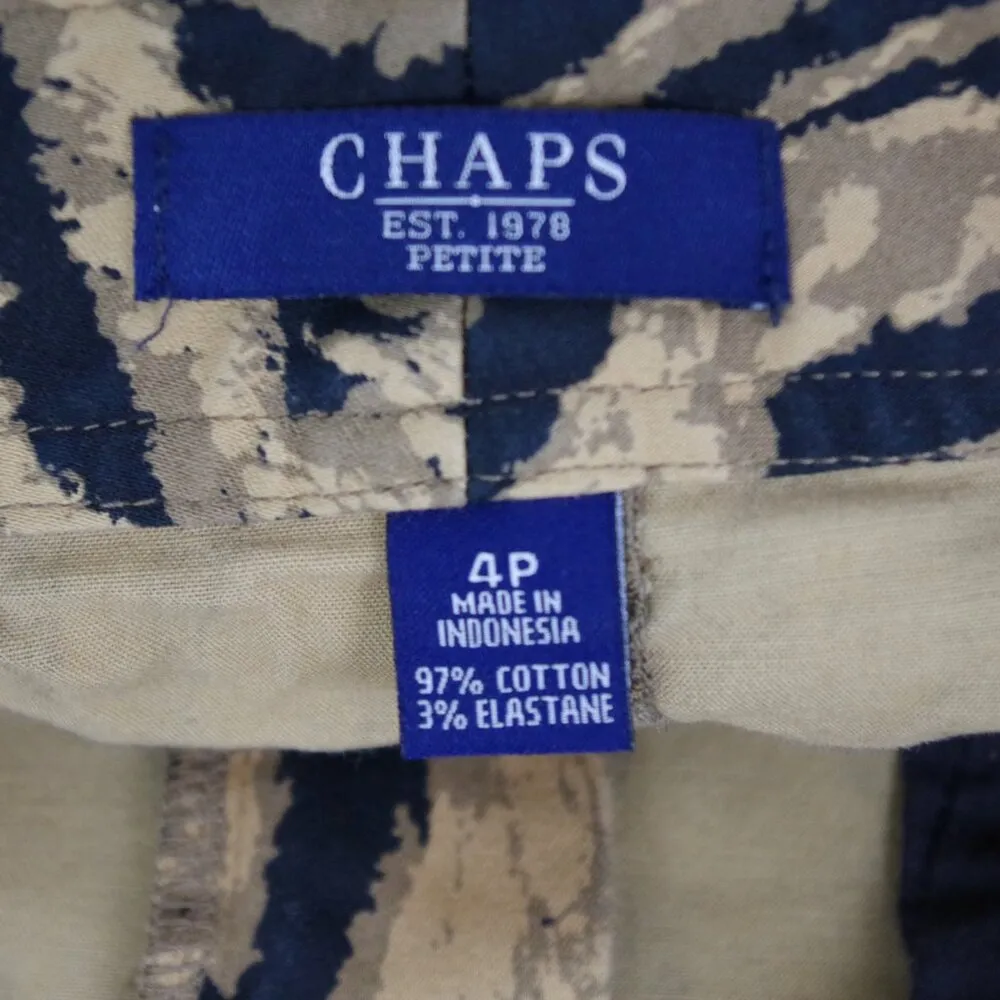 CHAPS
EST. 1978
PETITE
4P
MADE IN
INDONESIA
97% COTTON
3% ELASTANE